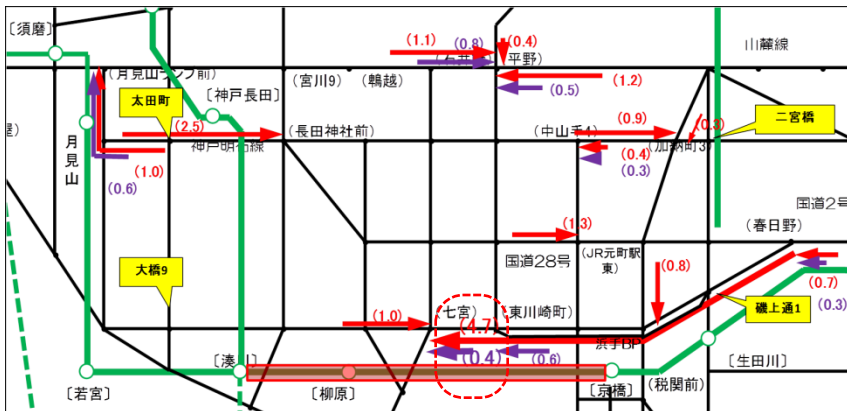 〔須磨〕
(1.1)
(0.8)
(0.4)
山麓線
(月見山ランプ前)
(宮川9)
(鵯越)
平野)
〔神戸長田〕
太田町
(1.2)
(0.5)
屋)
月見山
(2.5)
(長田神社前)
神戸明石線
(0.9)
(中山手4)
(0.3)
(加納町3)
二宮橋
(0.4)
(0.3)
(1.0)
(0.6)
国道2号
(春日野)
(1.3)
国道28号
(JR元町駅
東)
(0.8)
(0.7)
(0.3)
大橋9
磯上通1
(1.0)
(七宮)
(東川崎町)
(4.7)
浜手BP
(0.4)
(0.6)
〔湊川〕
〔生田川〕
〔若宮〕
〔柳原〕
〔京橋〕
(税関前)